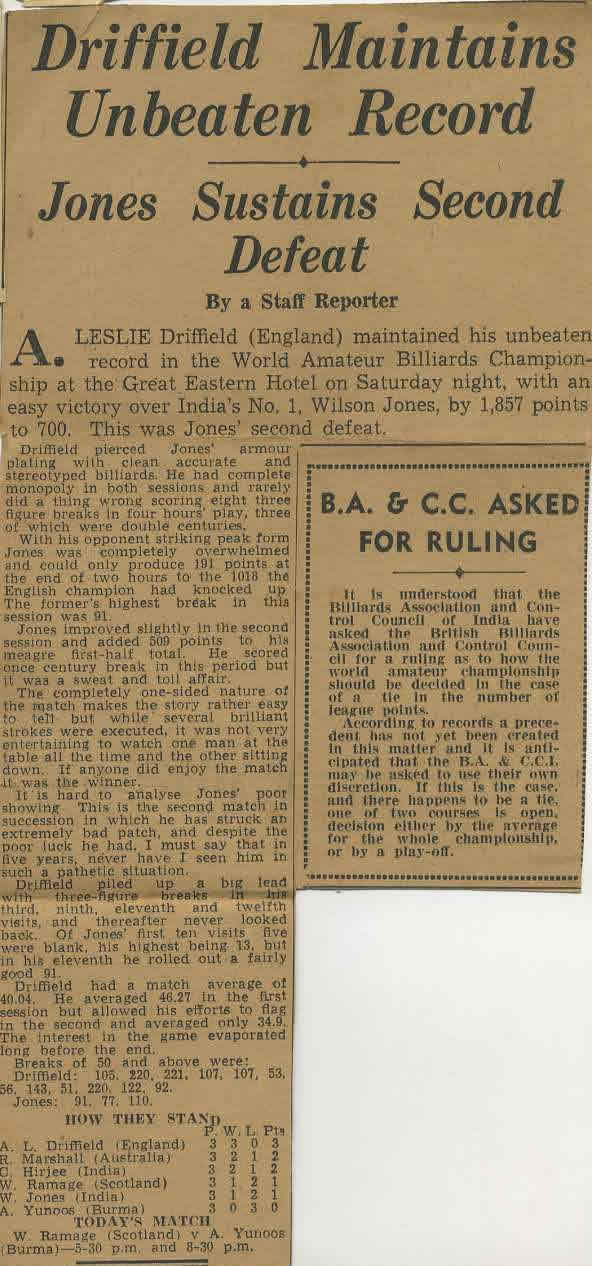 Driffield Maintains
Unbeaten Record
Jones Sustains Second
Defeat
By a Staff Reporter
A. LESLIE Driffield (England) maintained his unbeaten
record in the World Amateur Billiards Champion-
ship at the Great Eastern Hotel on Saturday night, with an
easy victory over India's No. 1, Wilson Jones, by 1,857 points
to 700. This was Jones' second defeat.
Driffield pierced Jones' armour
plating with clean accurate and
stereotyped billiards. He had complete
monopoly in both sessions and rarely
did a thing wrong scoring eight three
figure breaks in four hours' play, three
of which were double centuries.
With his opponent striking peak form
Jones was completely overwhelmed
and could only produce 191 points at
the end of two hours to the 1018 the
English champion had knocked up
The former's highest break in this
session was 91.
Jones improved slightly in the second
session and added 509 points to his
meagre first-half total. He scored
once century break in this period but
it was a sweat and toil affair.
The completely one-sided nature of
the match makes the story rather easy
to tell but while several brilliant
strokes were executed, it was not very
entertaining to watch one man at the
table all the time and the other sitting
down. If anyone did enjoy the match
it was the winner.
It is hard to analyse Jones' poor
showing This is the second match in
succession in which he has struck an
extremely bad patch, and despite the
poor luck he had, I must say that in
five years, never have I seen him in
such a pathetic situation.
Driffield piled up a big lead
with three-figure breaks in his
third, ninth, eleventh and twelfth
visits, and thereafter never looked
back. Of Jones' first ten visits five
were blank, his highest being 13, but
in his eleventh he rolled out a fairly
good 91.
Driffield had a match average of
40.04. He averaged 46.27 in the first
session but allowed his efforts to flag
in the second and averaged only 34.9.
The interest in the game evaporated
long before the end.
Breaks of 50 and above were:
Driffield: 105, 220, 221, 107, 107, 53,
56, 143, 51, 220, 122, 92.
Jones: 91, 77, 110.
HOW THEY STAND
P. W. L. Pts
A. L. Driffield (England) 3 3 0 3
R. Marshall (Australia) 3 2 1 2
C. Hirjee (India) 3 2 1 2
W. Ramage (Scotland) 3 1 2 1
W. Jones (India) 3 1 2 1
A. Yunoos (Burma) 3 0 3 0
TODAY'S MATCH
W. Ramage (Scotland) v A. Yunoos
(Burma)—5-30 p.m. and 8-30 p.m.
B.A. & C.C. ASKED
FOR RULING
It is understood that the
Billiards Association and Con-
trol Council of India have
asked the British Billiards
Association and Control Coun-
cil for a ruling as to how the
world amateur championship
should be decided in the case
of a tie in the number of
league points.
According to records a prece-
dent has not yet been created
in this matter and it is anti-
cipated that the B.A. & C.C.I.
may be asked to use their own
discretion. If this is the case,
and there happens to be a tie,
one of two courses is open,
decision either by the average
for the whole championship,
or by a play-off.